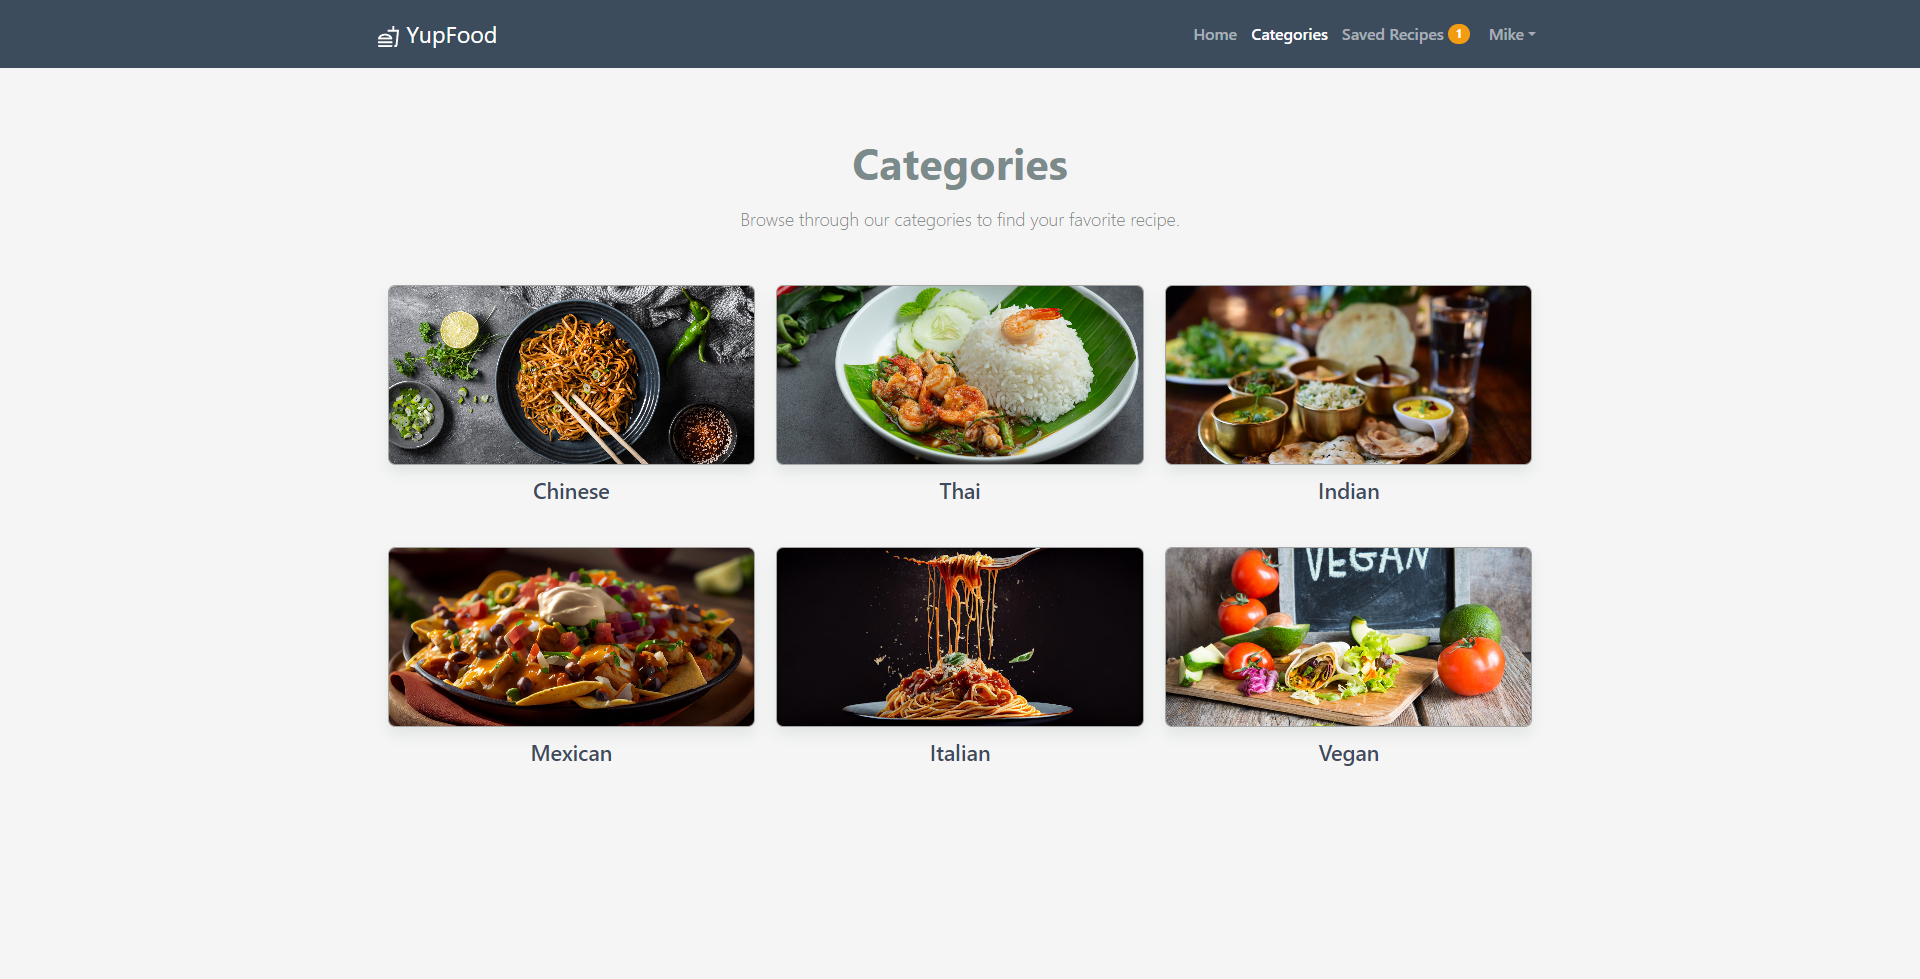 YupFood
Home Categories Saved Recipes 1 Mike
Categories
Browse through our categories to find your favorite recipe.
Chinese Thai Indian
VEGAN
Mexican Italian Vegan